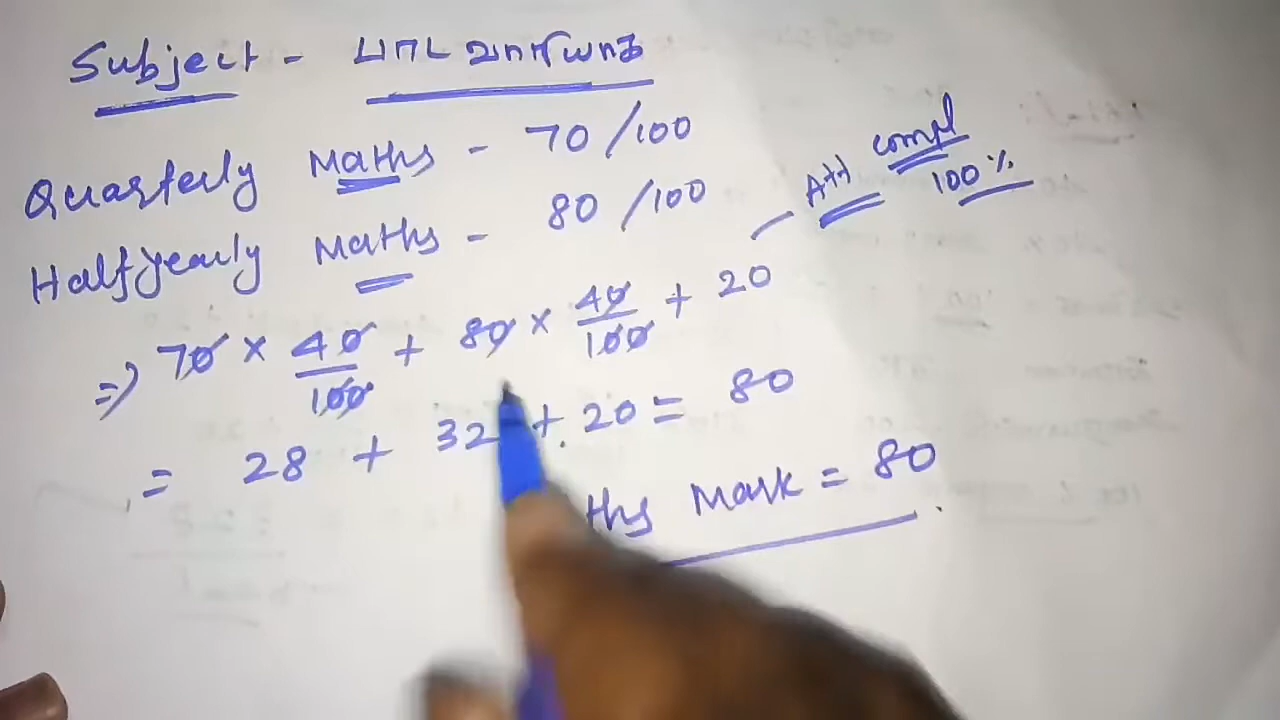 Subject - பாடவாரியாக
Quarterly Maths - 70/100
Halfyearly Maths - 80/100
Att compl 100%
=) 70 × 40/100 + 80 × 40/100 + 20
= 28 + 32 + 20 = 80
ths Mark = 80.